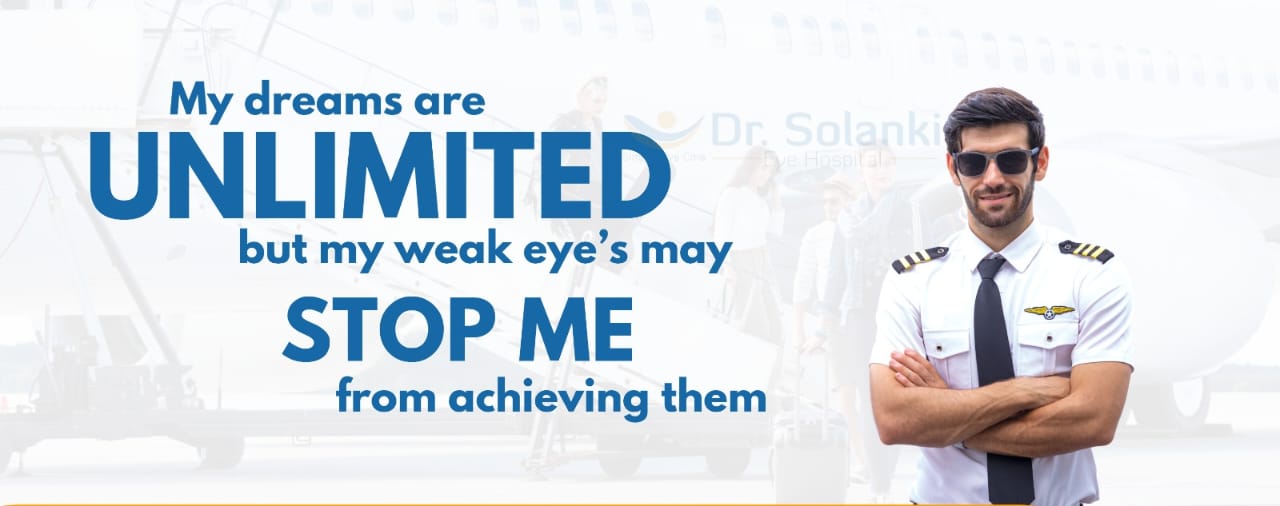 My dreams are
UNLIMITED
but my weak eye’s may
STOP ME
from achieving them
Dr. Solanki
Eye Hospital